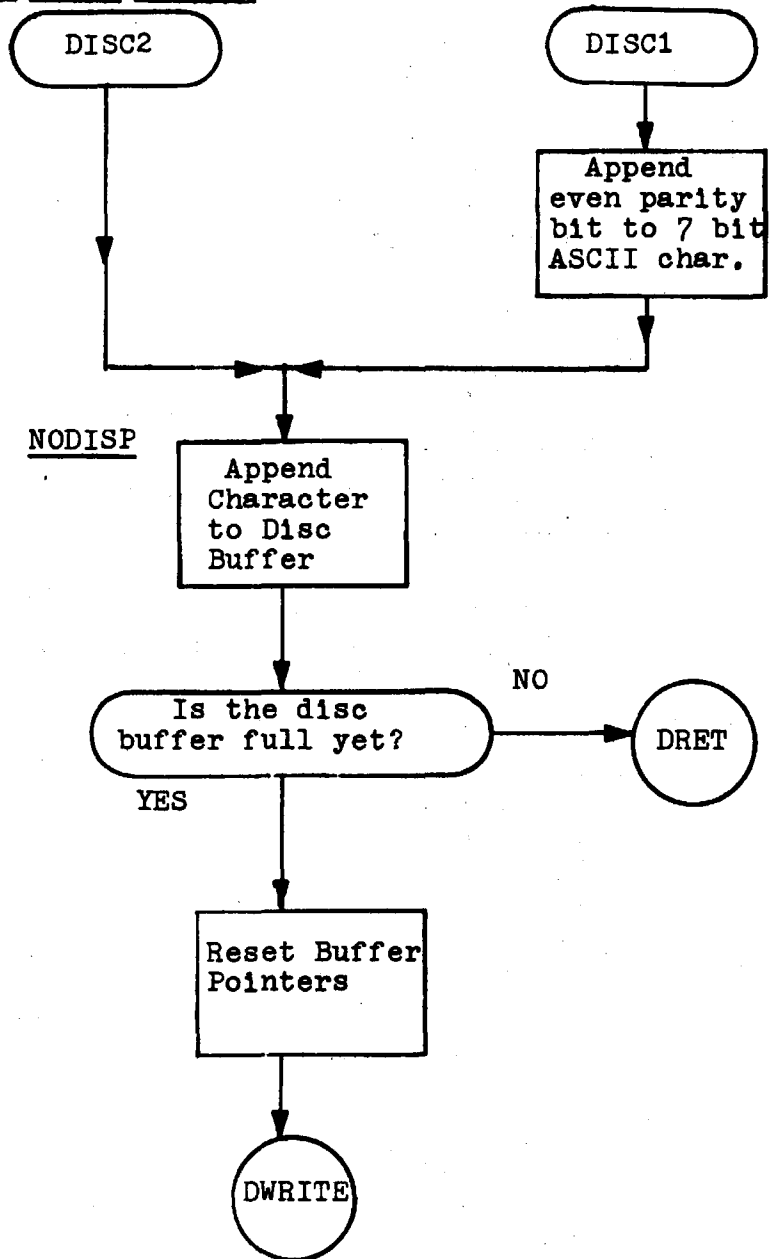 DISC2
DISC1
Append
even parity
bit to 7 bit
ASCII char.
NODISP
Append
Character
to Disc
Buffer
Is the disc
buffer full yet?
NO
DRET
YES
Reset Buffer
Pointers
DWRITE